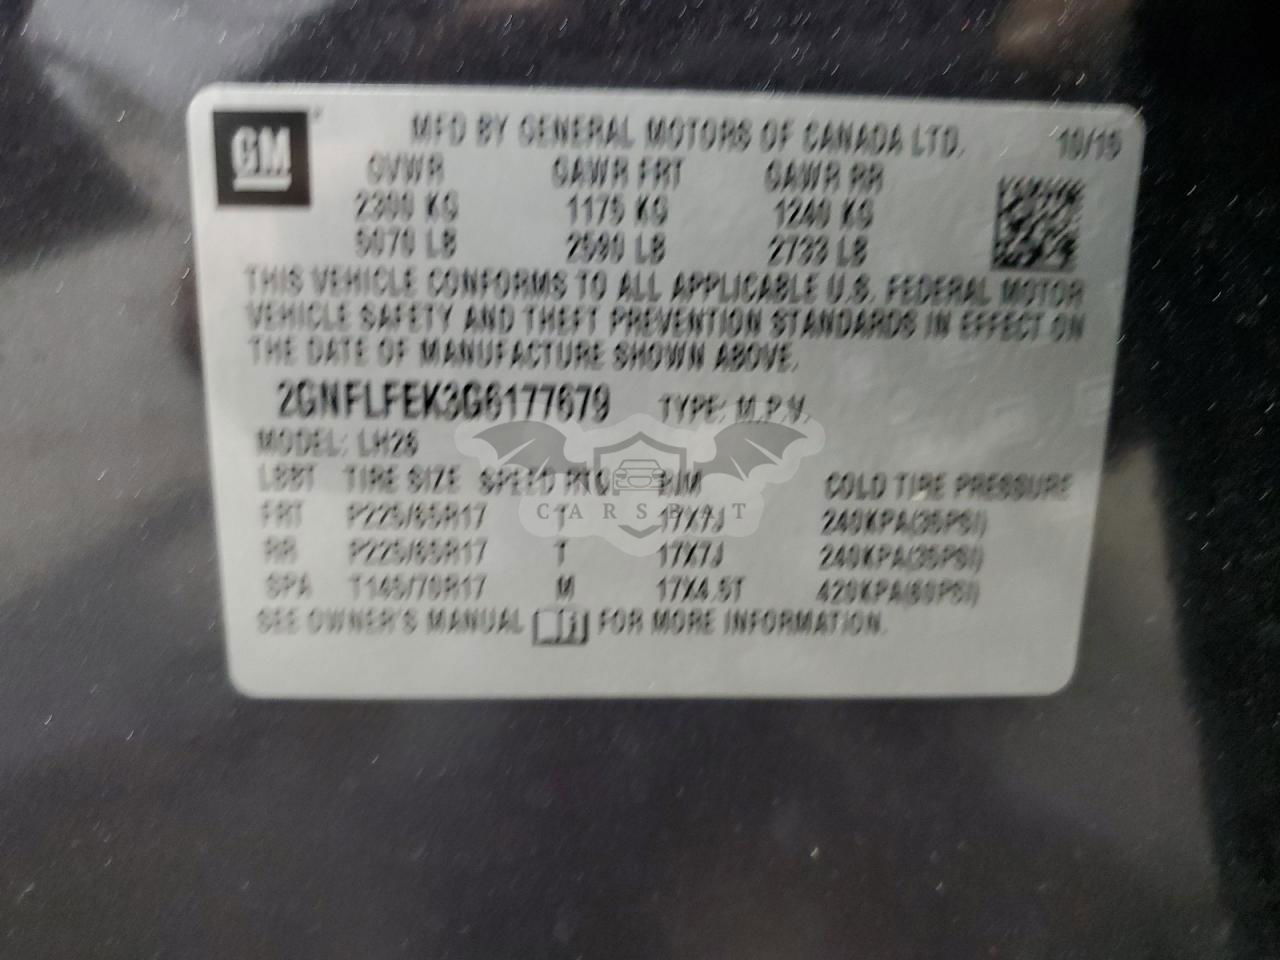 GM
MFD BY GENERAL MOTORS OF CANADA LTD. 10/15
GVWR GAWR FRT GAWR RR
2300 KG 1175 KG 1240 KG
5070 LB 2590 LB 2733 LB
THIS VEHICLE CONFORMS TO ALL APPLICABLE U.S. FEDERAL MOTOR
VEHICLE SAFETY AND THEFT PREVENTION STANDARDS IN EFFECT ON
THE DATE OF MANUFACTURE SHOWN ABOVE.
2GNFLFEK3G6177679 TYPE: M.P.V.
MODEL: LH26
TIRE SIZE SPEED RTG RIM COLD TIRE PRESSURE
FRT P225/65R17 T 17X7J 240KPA(35PSI)
RR P225/65R17 T 17X7J 240KPA(35PSI)
SPA T145/70R17 M 17X4.5T 420KPA(60PSI)
SEE OWNER'S MANUAL FOR MORE INFORMATION.
CARSBAT